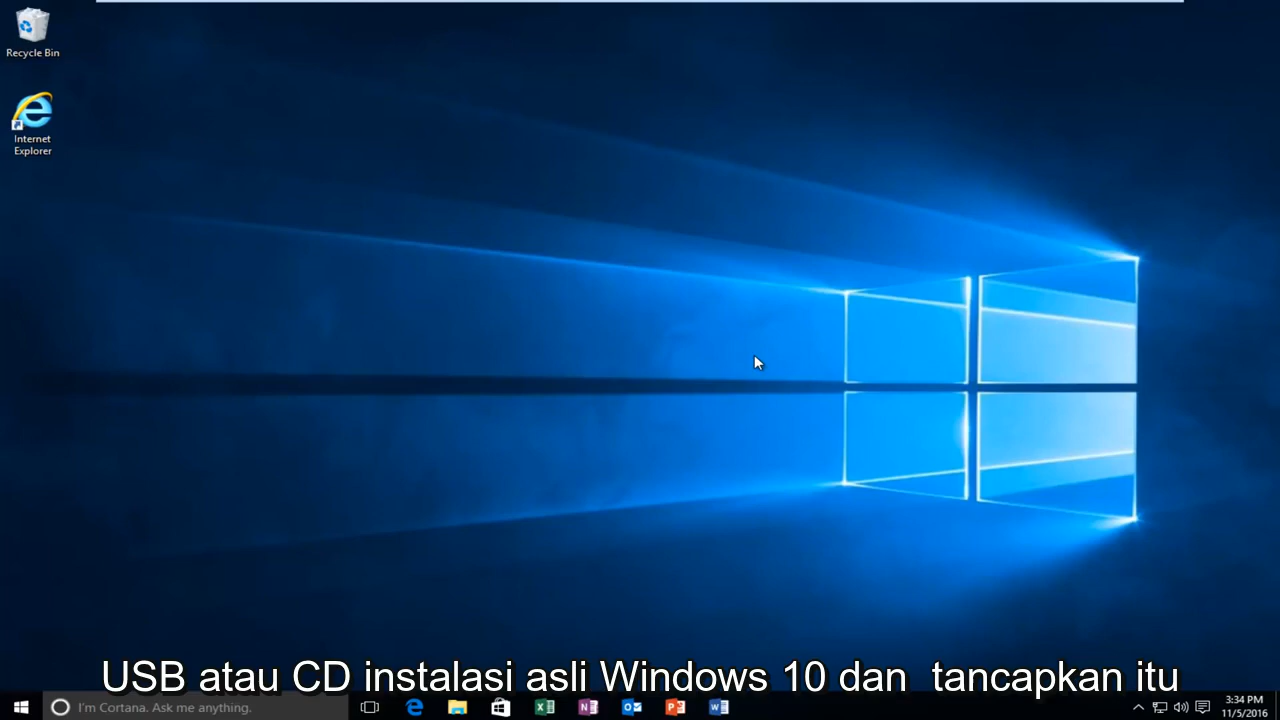 Recycle Bin
Internet
Explorer
USB atau CD instalasi asli Windows 10 dan  tancapkan itu
I'm Cortana. Ask me anything.
3:34 PM
11/5/2016